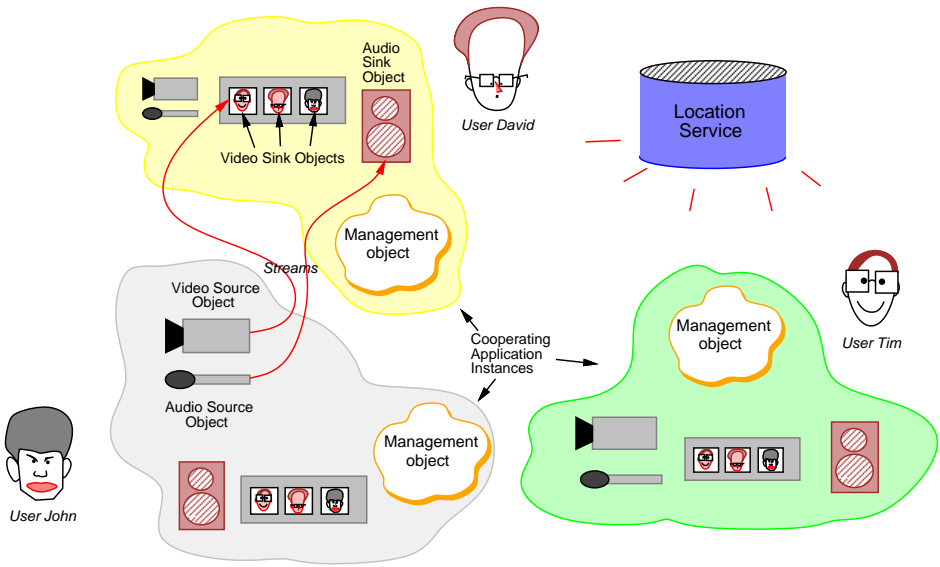 Audio
Sink
Object
User David
Location
Service
Video Sink Objects
Management
object
Streams
Video Source
Object
Audio Source
Object
Cooperating
Application
Instances
Management
object
User Tim
Management
object
User John